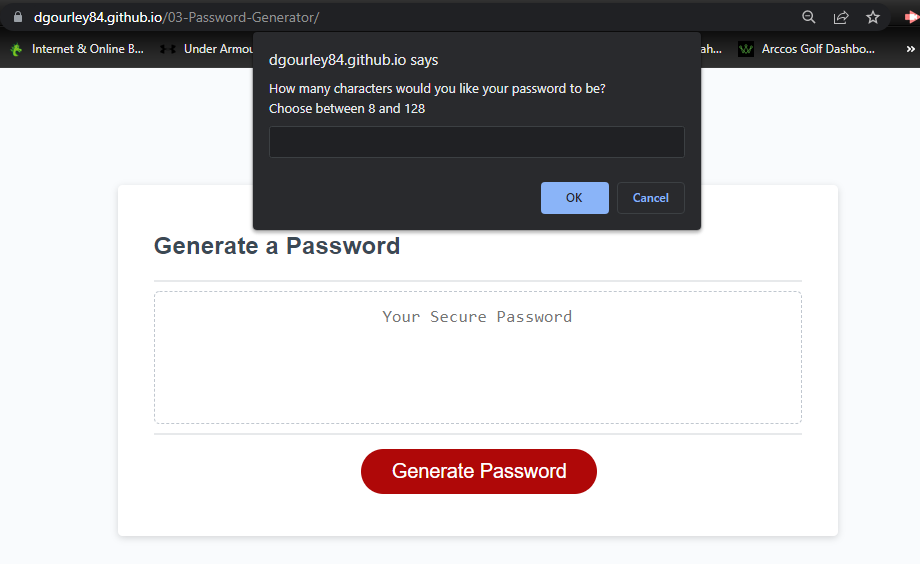 dgourley84.github.io/03-Password-Generator/
Internet & Online B... Under Armou Arccos Golf Dashbo... »
dgourley84.github.io says
How many characters would you like your password to be?
Choose between 8 and 128
OK Cancel
Generate a Password
Your Secure Password
Generate Password